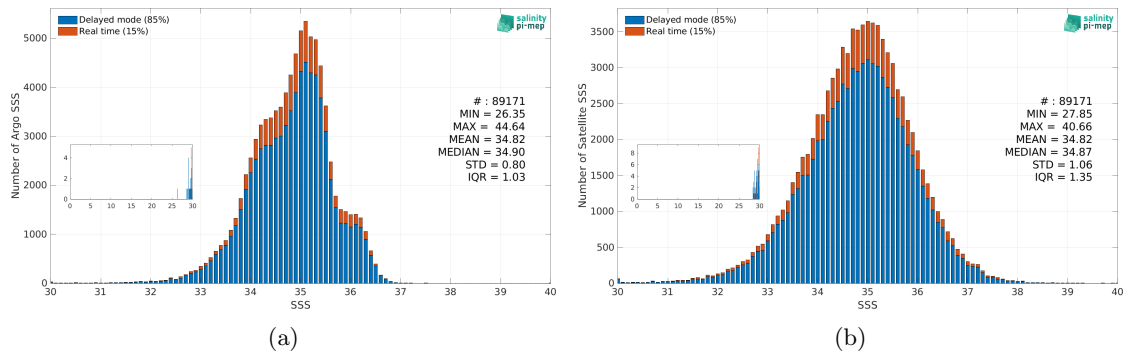 Delayed mode (85%)
Real time (15%)
salinity
pi-mep
5000
4000
3000
2000
1000
0
Number of Argo SSS
# : 89171
MIN = 26.35
MAX = 44.64
MEAN = 34.82
MEDIAN = 34.90
STD = 0.80
IQR = 1.03
4
2
0
0 5 10 15 20 25 30
30 31 32 33 34 35 36 37 38 39 40
SSS
(a)
Delayed mode (85%)
Real time (15%)
salinity
pi-mep
3500
3000
2500
2000
1500
1000
500
0
Number of Satellite SSS
# : 89171
MIN = 27.85
MAX = 40.66
MEAN = 34.82
MEDIAN = 34.87
STD = 1.06
IQR = 1.35
8
6
4
2
0
0 5 10 15 20 25 30
30 31 32 33 34 35 36 37 38 39 40
SSS
(b)